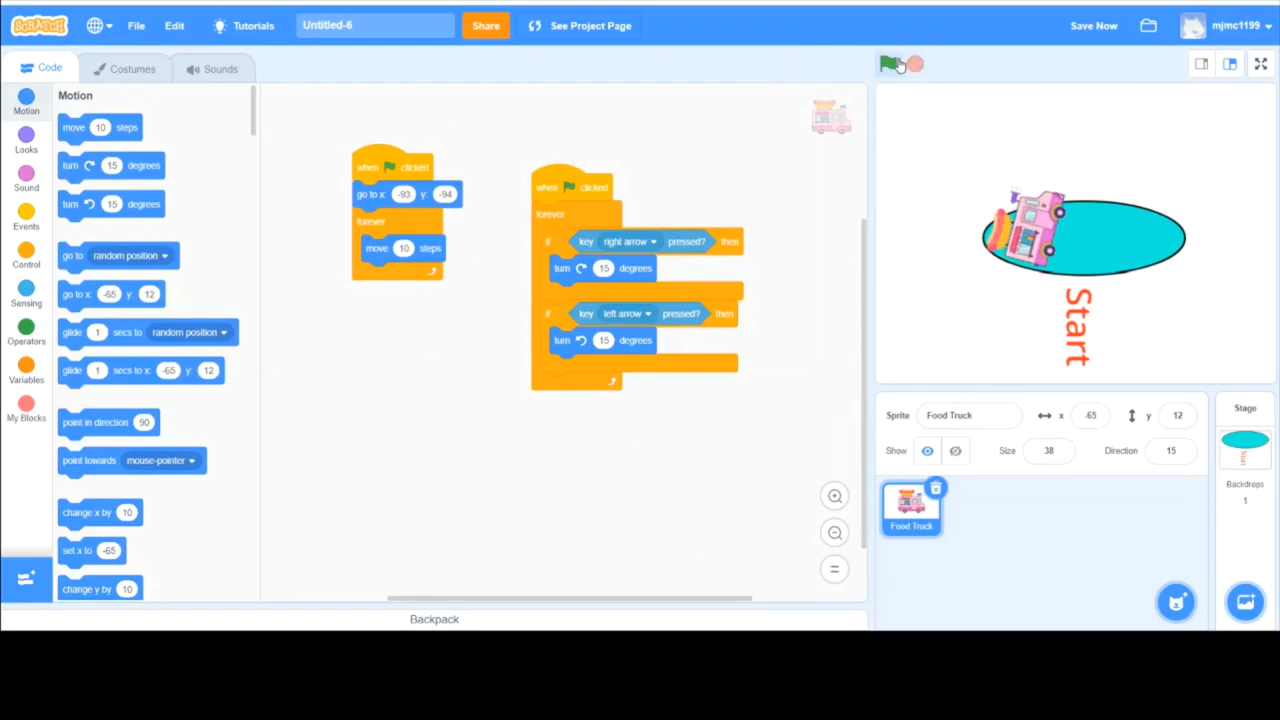 SCRATCH File Edit Tutorials Untitled-6 Share See Project Page Save Now mjmc1199
Code Costumes Sounds
Motion
Looks
Sound
Events
Control
Sensing
Operators
Variables
My Blocks
Motion
move 10 steps
turn 15 degrees
turn 15 degrees
go to random position
go to x: -65 y: 12
glide 1 secs to random position
glide 1 secs to x: -65 y: 12
point in direction 90
point towards mouse-pointer
change x by 10
set x to -65
change y by 10
when clicked
go to x: -93 y: -94
forever
move 10 steps
when clicked
forever
if key right arrow pressed? then
turn 15 degrees
if key left arrow pressed? then
turn 15 degrees
Start
Sprite Food Truck x -65 y 12
Show Size 38 Direction 15
Food Truck
Stage
Start
Backdrops
1
Backpack